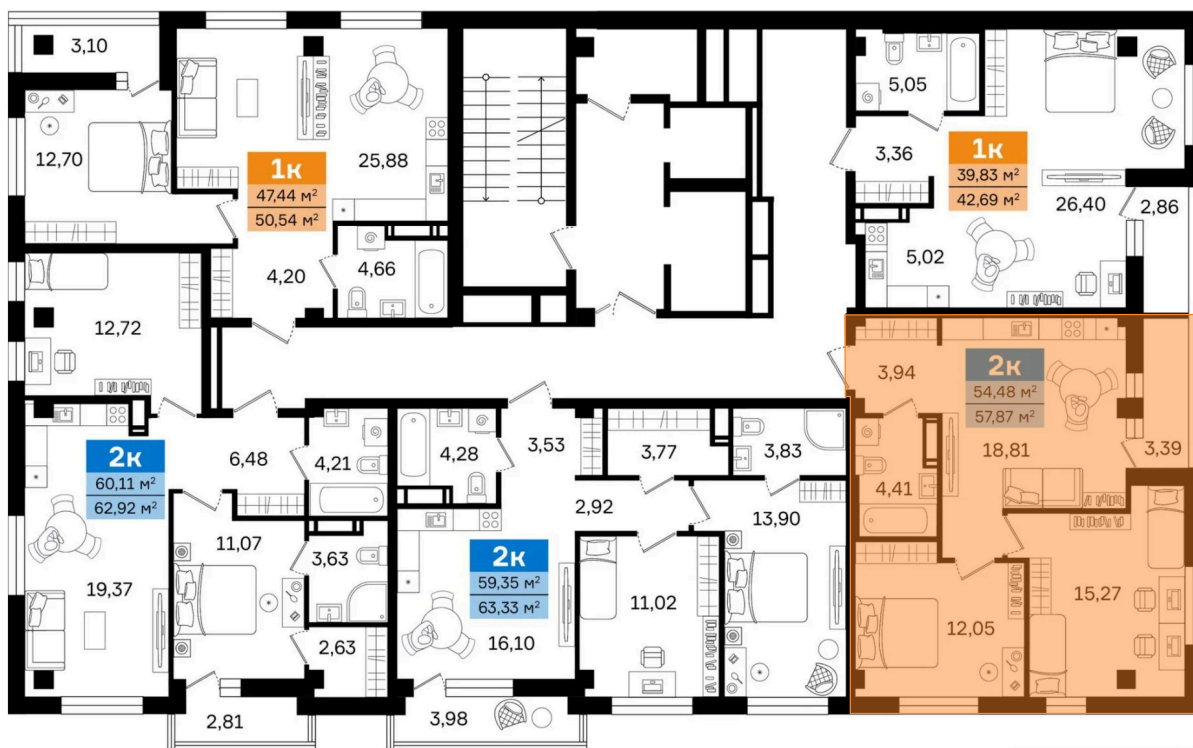 3,10
12,70
25,88
1к
47,44 м²
50,54 м²
4,20
4,66
5,05
3,36
1к
39,83 м²
42,69 м²
26,40
2,86
5,02
12,72
2к
60,11 м²
62,92 м²
6,48
4,21
19,37
11,07
3,63
2,63
2,81
4,28
3,53
3,77
3,83
2,92
13,90
2к
59,35 м²
63,33 м²
16,10
11,02
3,98
3,94
2к
54,48 м²
57,87 м²
18,81
3,39
4,41
15,27
12,05